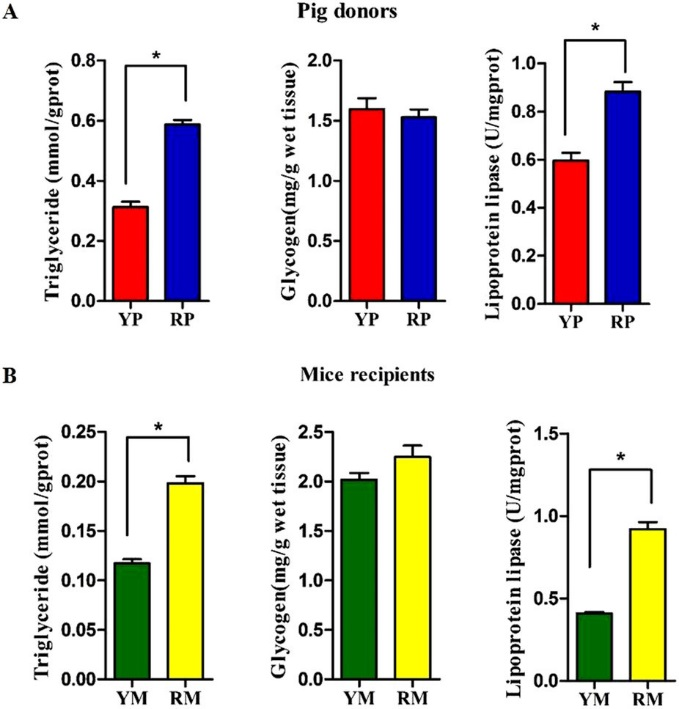 A
Pig donors
Triglyceride (mmol/gprot)
0.8
0.6
0.4
0.2
0.0
*
YP RP
Glycogen(mg/g wet tissue)
2.0
1.5
1.0
0.5
0.0
YP RP
Lipoprotein lipase (U/mgprot)
1.0
0.8
0.6
0.4
0.2
0.0
*
YP RP
B
Mice recipients
Triglyceride (mmol/gprot)
0.25
0.20
0.15
0.10
0.05
0.00
*
YM RM
Glycogen(mg/g wet tissue)
2.5
2.0
1.5
1.0
0.5
0.0
YM RM
Lipoprotein lipase (U/mgprot)
1.5
1.0
0.5
0.0
*
YM RM